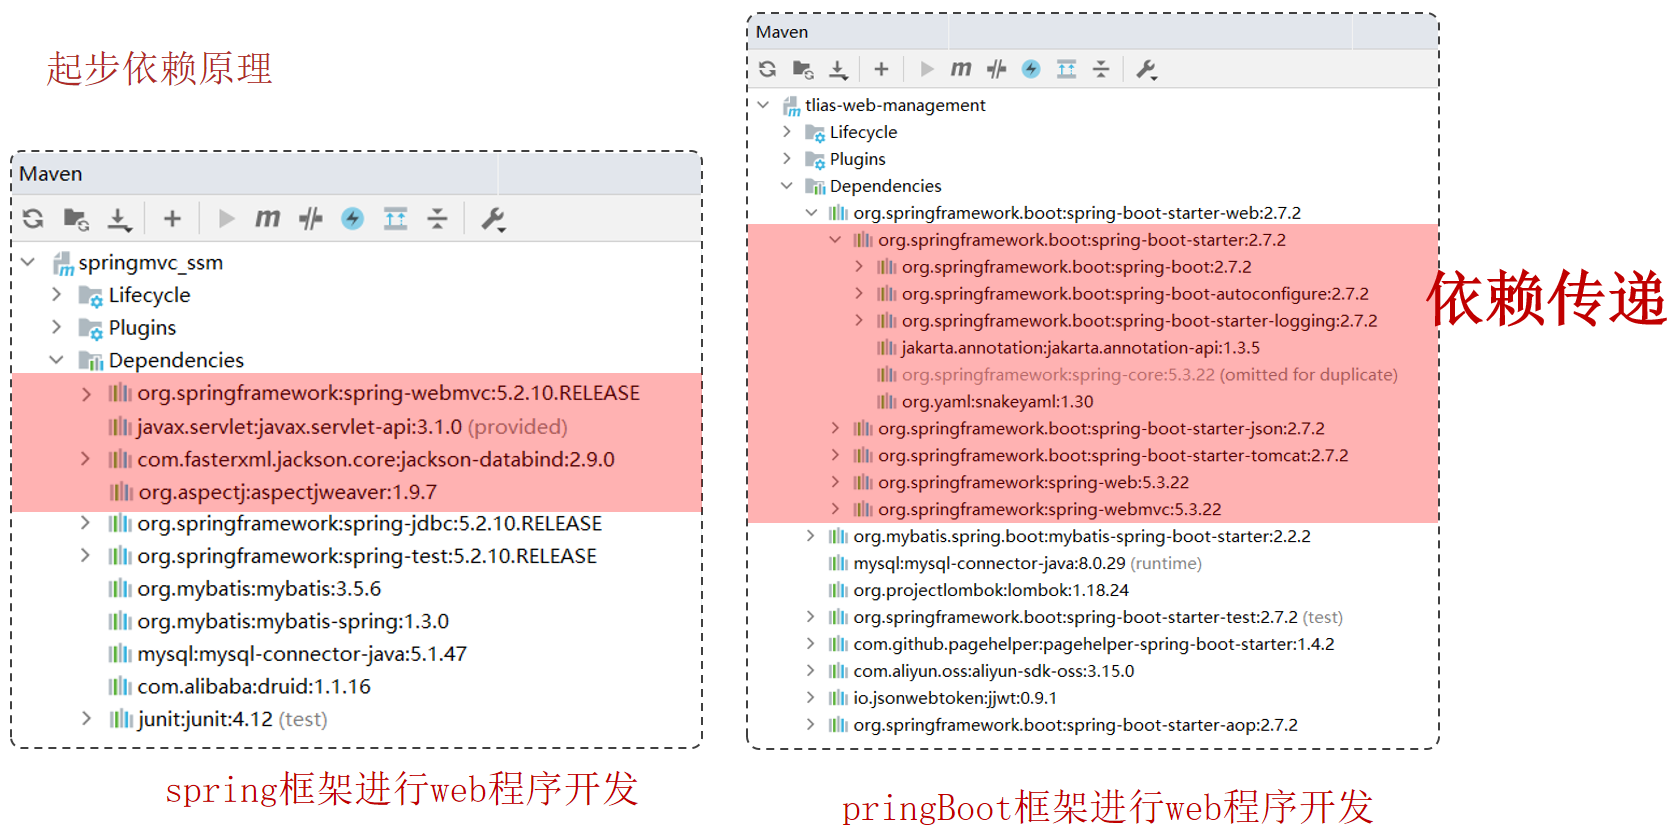 起步依赖原理
Maven
springmvc_ssm
Lifecycle
Plugins
Dependencies
org.springframework:spring-webmvc:5.2.10.RELEASE
javax.servlet:javax.servlet-api:3.1.0 (provided)
com.fasterxml.jackson.core:jackson-databind:2.9.0
org.aspectj:aspectjweaver:1.9.7
org.springframework:spring-jdbc:5.2.10.RELEASE
org.springframework:spring-test:5.2.10.RELEASE
org.mybatis:mybatis:3.5.6
org.mybatis:mybatis-spring:1.3.0
mysql:mysql-connector-java:5.1.47
com.alibaba:druid:1.1.16
junit:junit:4.12 (test)
spring框架进行web程序开发
Maven
tlias-web-management
Lifecycle
Plugins
Dependencies
org.springframework.boot:spring-boot-starter-web:2.7.2
org.springframework.boot:spring-boot-starter:2.7.2
org.springframework.boot:spring-boot:2.7.2
org.springframework.boot:spring-boot-autoconfigure:2.7.2
org.springframework.boot:spring-boot-starter-logging:2.7.2
jakarta.annotation:jakarta.annotation-api:1.3.5
org.springframework:spring-core:5.3.22 (omitted for duplicate)
org.yaml:snakeyaml:1.30
org.springframework.boot:spring-boot-starter-json:2.7.2
org.springframework.boot:spring-boot-starter-tomcat:2.7.2
org.springframework:spring-web:5.3.22
org.springframework:spring-webmvc:5.3.22
org.mybatis.spring.boot:mybatis-spring-boot-starter:2.2.2
mysql:mysql-connector-java:8.0.29 (runtime)
org.projectlombok:lombok:1.18.24
org.springframework.boot:spring-boot-starter-test:2.7.2 (test)
com.github.pagehelper:pagehelper-spring-boot-starter:1.4.2
com.aliyun.oss:aliyun-sdk-oss:3.15.0
io.jsonwebtoken:jjwt:0.9.1
org.springframework.boot:spring-boot-starter-aop:2.7.2
依赖传递
pringBoot框架进行web程序开发